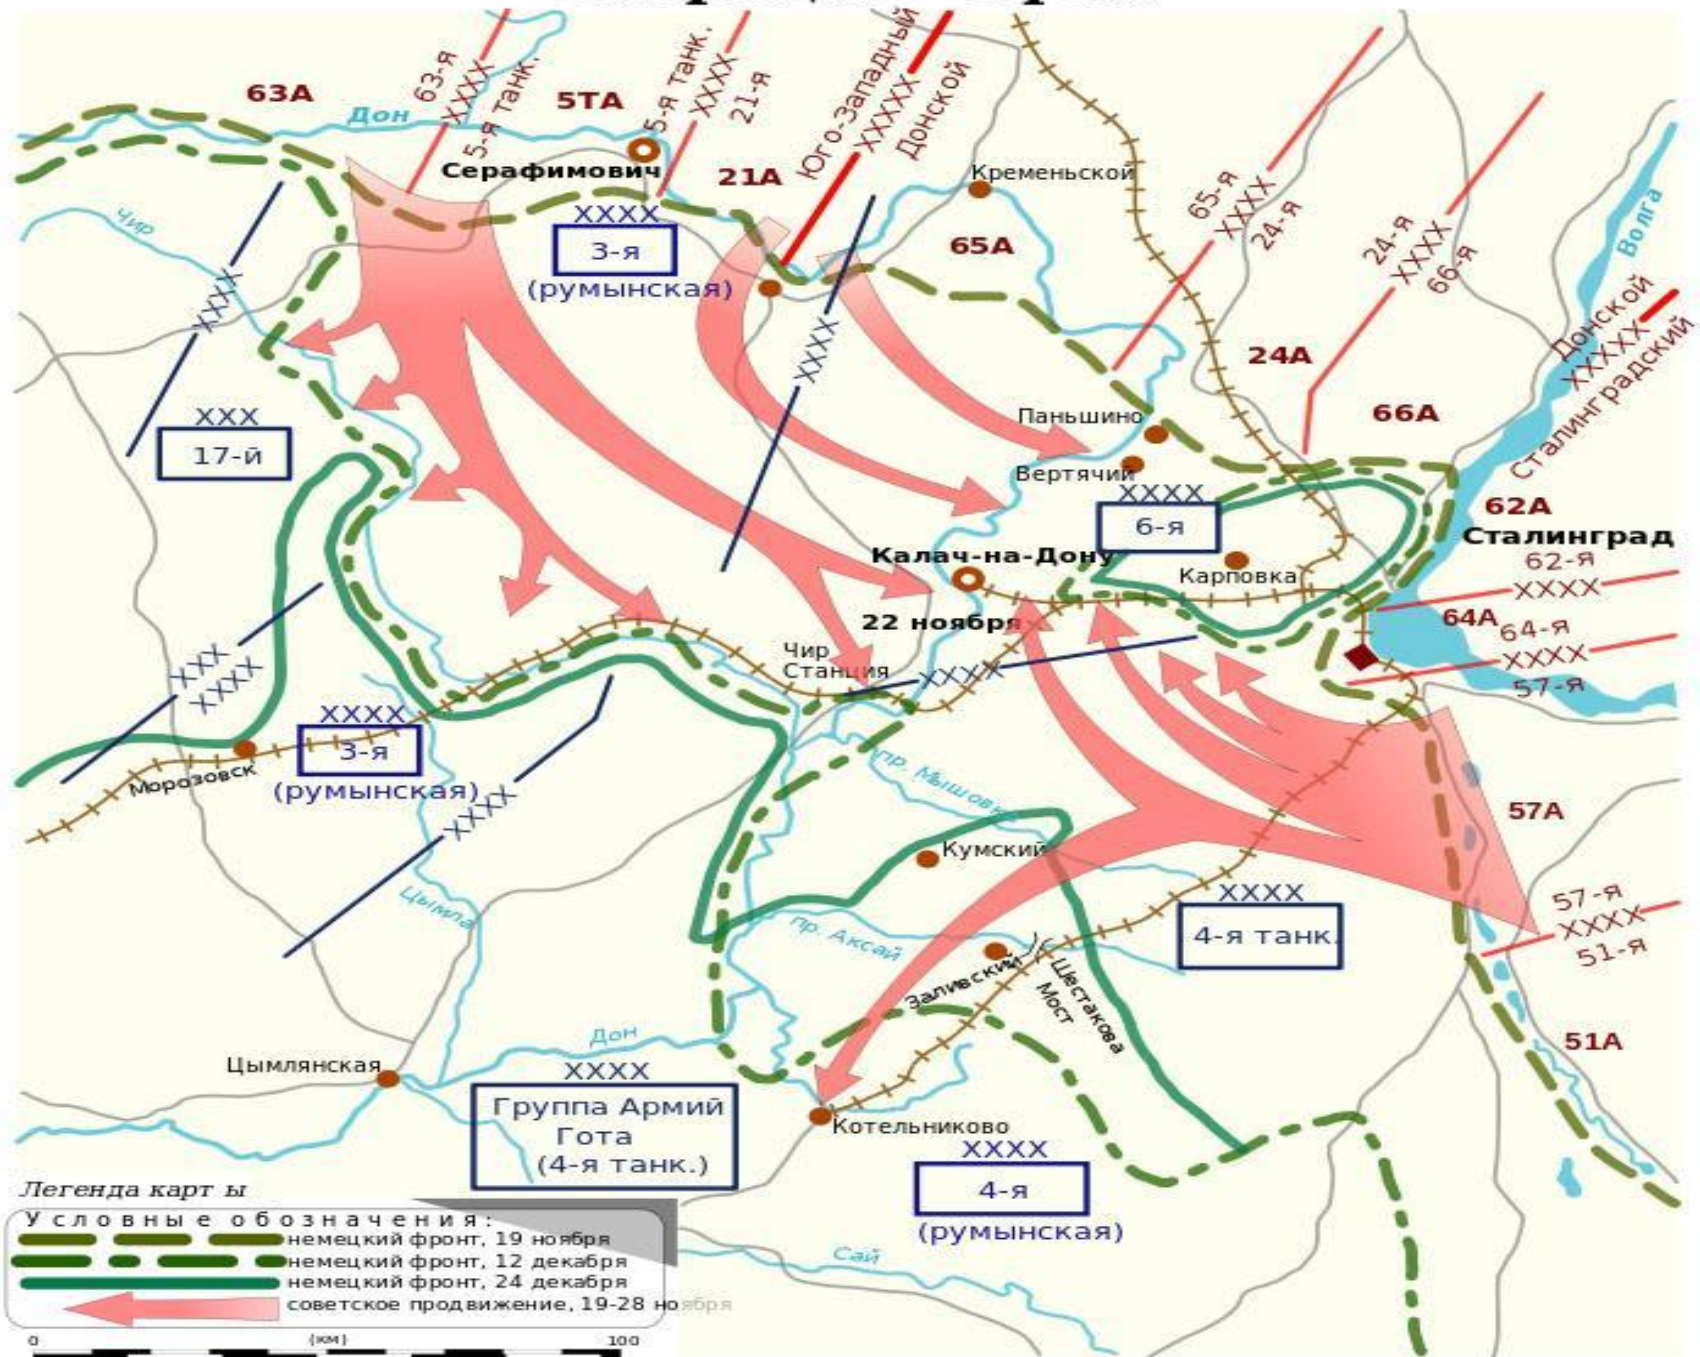 63А
Дон
63-я
XXXX
5-я танк.
5ТА
5-я танк.
XXXX
21-я
Юго-Западный
XXXXX
Донской
Серафимович
21А
Кременьской
65А
65-я
XXXX
24-я
24-я
XXXX
66-я
Волга
Чир
XXXX
XXXX
3-я
(румынская)
XXXX
Донской
XXXXX
Сталинградский
24А
66А
XXX
17-й
Паньшино
Вертячий
XXXX
6-я
62А
Сталинград
62-я
XXXX
Калач-на-Дону
Карповка
22 ноября
64А
64-я
XXXX
57-я
Чир
Станция
XXXX
XXX
XXXX
XXXX
3-я
(румынская)
Морозовск
XXXX
пр. Мышовка
57А
Кумский
XXXX
4-я танк.
57-я
XXXX
51-я
Цымла
пр. Аксай
Заливский
Шестакова
Мост
51А
Дон
Цымлянская
XXXX
Группа Армий
Гота
(4-я танк.)
Котельниково
XXXX
4-я
(румынская)
Сай
Легенда карт ы
Условные обозначения:
немецкий фронт, 19 ноября
немецкий фронт, 12 декабря
немецкий фронт, 24 декабря
советское продвижение, 19-28 ноября
0 (км) 100